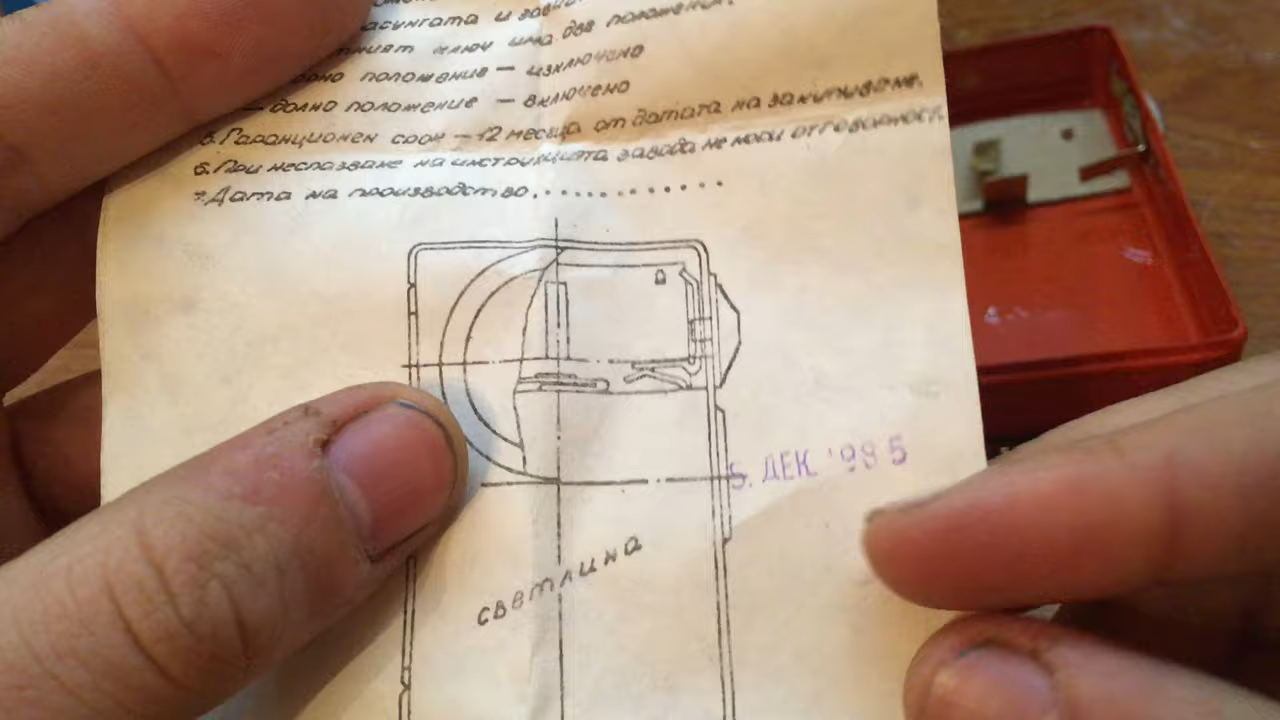 и
ключ има две положения.
положение – изключено
– долно положение – включено
5. Гаранционен срок – 12 месеца от датата на закупуване.
6. При неспазване на инструкцията завода не носи отговорност.
7. Дата на производство.............
5. ДЕК. '995
светлина